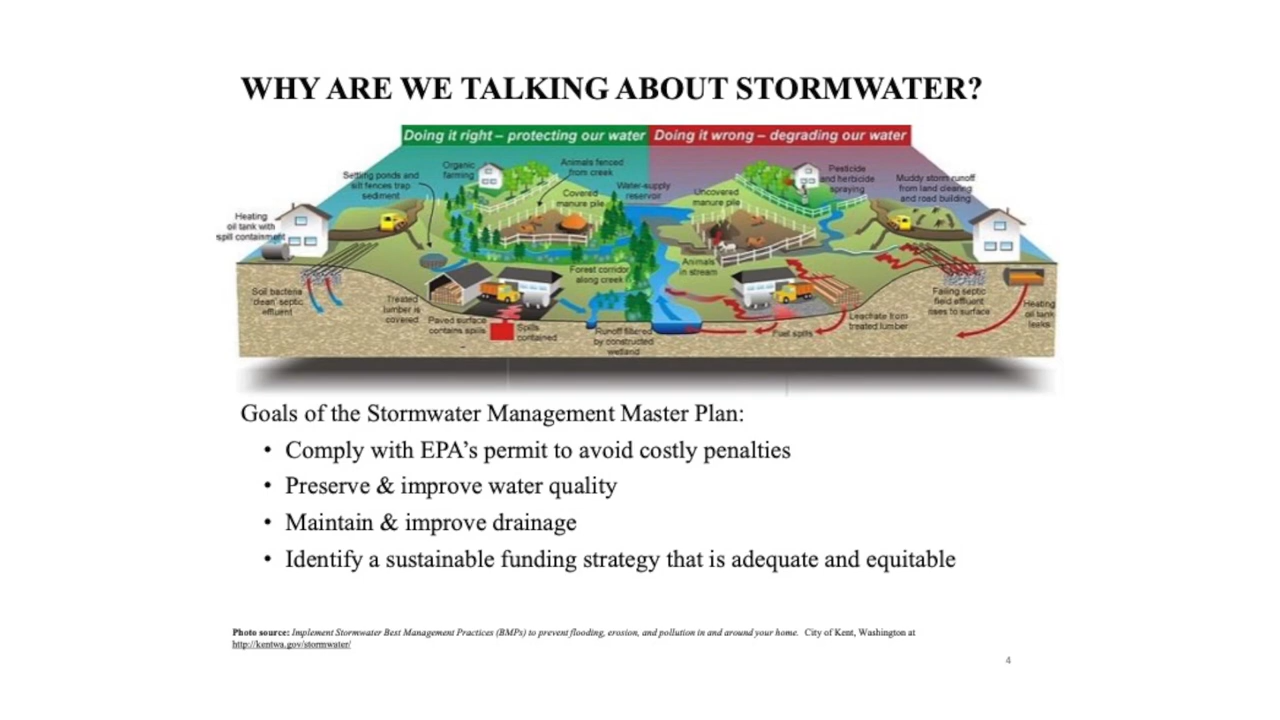 WHY ARE WE TALKING ABOUT STORMWATER?
Doing it right – protecting our water
Doing it wrong – degrading our water
Organic
farming
Animals fenced
from creek
Settling ponds and
silt fences trap
sediment
Covered
manure pile
Water-supply
reservoir
Uncovered
manure pile
Pesticide
and herbicide
spraying
Muddy storm runoff
from land clearing
and road building
Heating
oil tank with
spill containment
Forest corridor
along creek
Animals
in stream
Soil bacteria
'clean' septic
effluent
Treated
lumber is
covered
Paved surface
contains spills
Spills
contained
Runoff filtered
by constructed
wetland
Fuel spills
Leachate from
treated lumber
Failing septic
field effluent
rises to surface
Heating
oil tank
leaks
Goals of the Stormwater Management Master Plan:
• Comply with EPA's permit to avoid costly penalties
• Preserve & improve water quality
• Maintain & improve drainage
• Identify a sustainable funding strategy that is adequate and equitable
Photo source: Implement Stormwater Best Management Practices (BMPs) to prevent flooding, erosion, and pollution in and around your home. City of Kent, Washington at
http://kentwa.gov/stormwater/
4